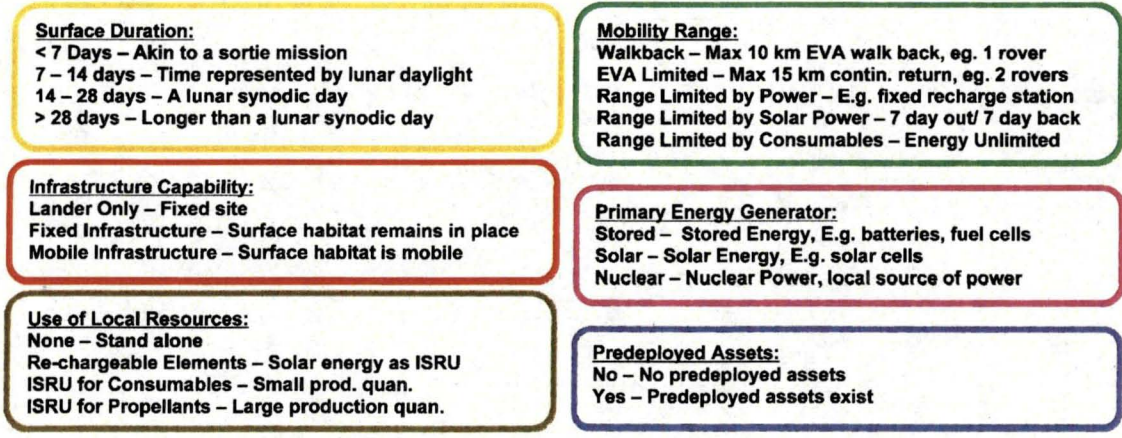 Surface Duration:
< 7 Days – Akin to a sortie mission
7 – 14 days – Time represented by lunar daylight
14 – 28 days – A lunar synodic day
> 28 days – Longer than a lunar synodic day
Infrastructure Capability:
Lander Only – Fixed site
Fixed Infrastructure – Surface habitat remains in place
Mobile Infrastructure – Surface habitat is mobile
Use of Local Resources:
None – Stand alone
Re-chargeable Elements – Solar energy as ISRU
ISRU for Consumables – Small prod. quan.
ISRU for Propellants – Large production quan.
Mobility Range:
Walkback – Max 10 km EVA walk back, eg. 1 rover
EVA Limited – Max 15 km contin. return, eg. 2 rovers
Range Limited by Power – E.g. fixed recharge station
Range Limited by Solar Power – 7 day out/ 7 day back
Range Limited by Consumables – Energy Unlimited
Primary Energy Generator:
Stored – Stored Energy, E.g. batteries, fuel cells
Solar – Solar Energy, E.g. solar cells
Nuclear – Nuclear Power, local source of power
Predeployed Assets:
No – No predeployed assets
Yes – Predeployed assets exist